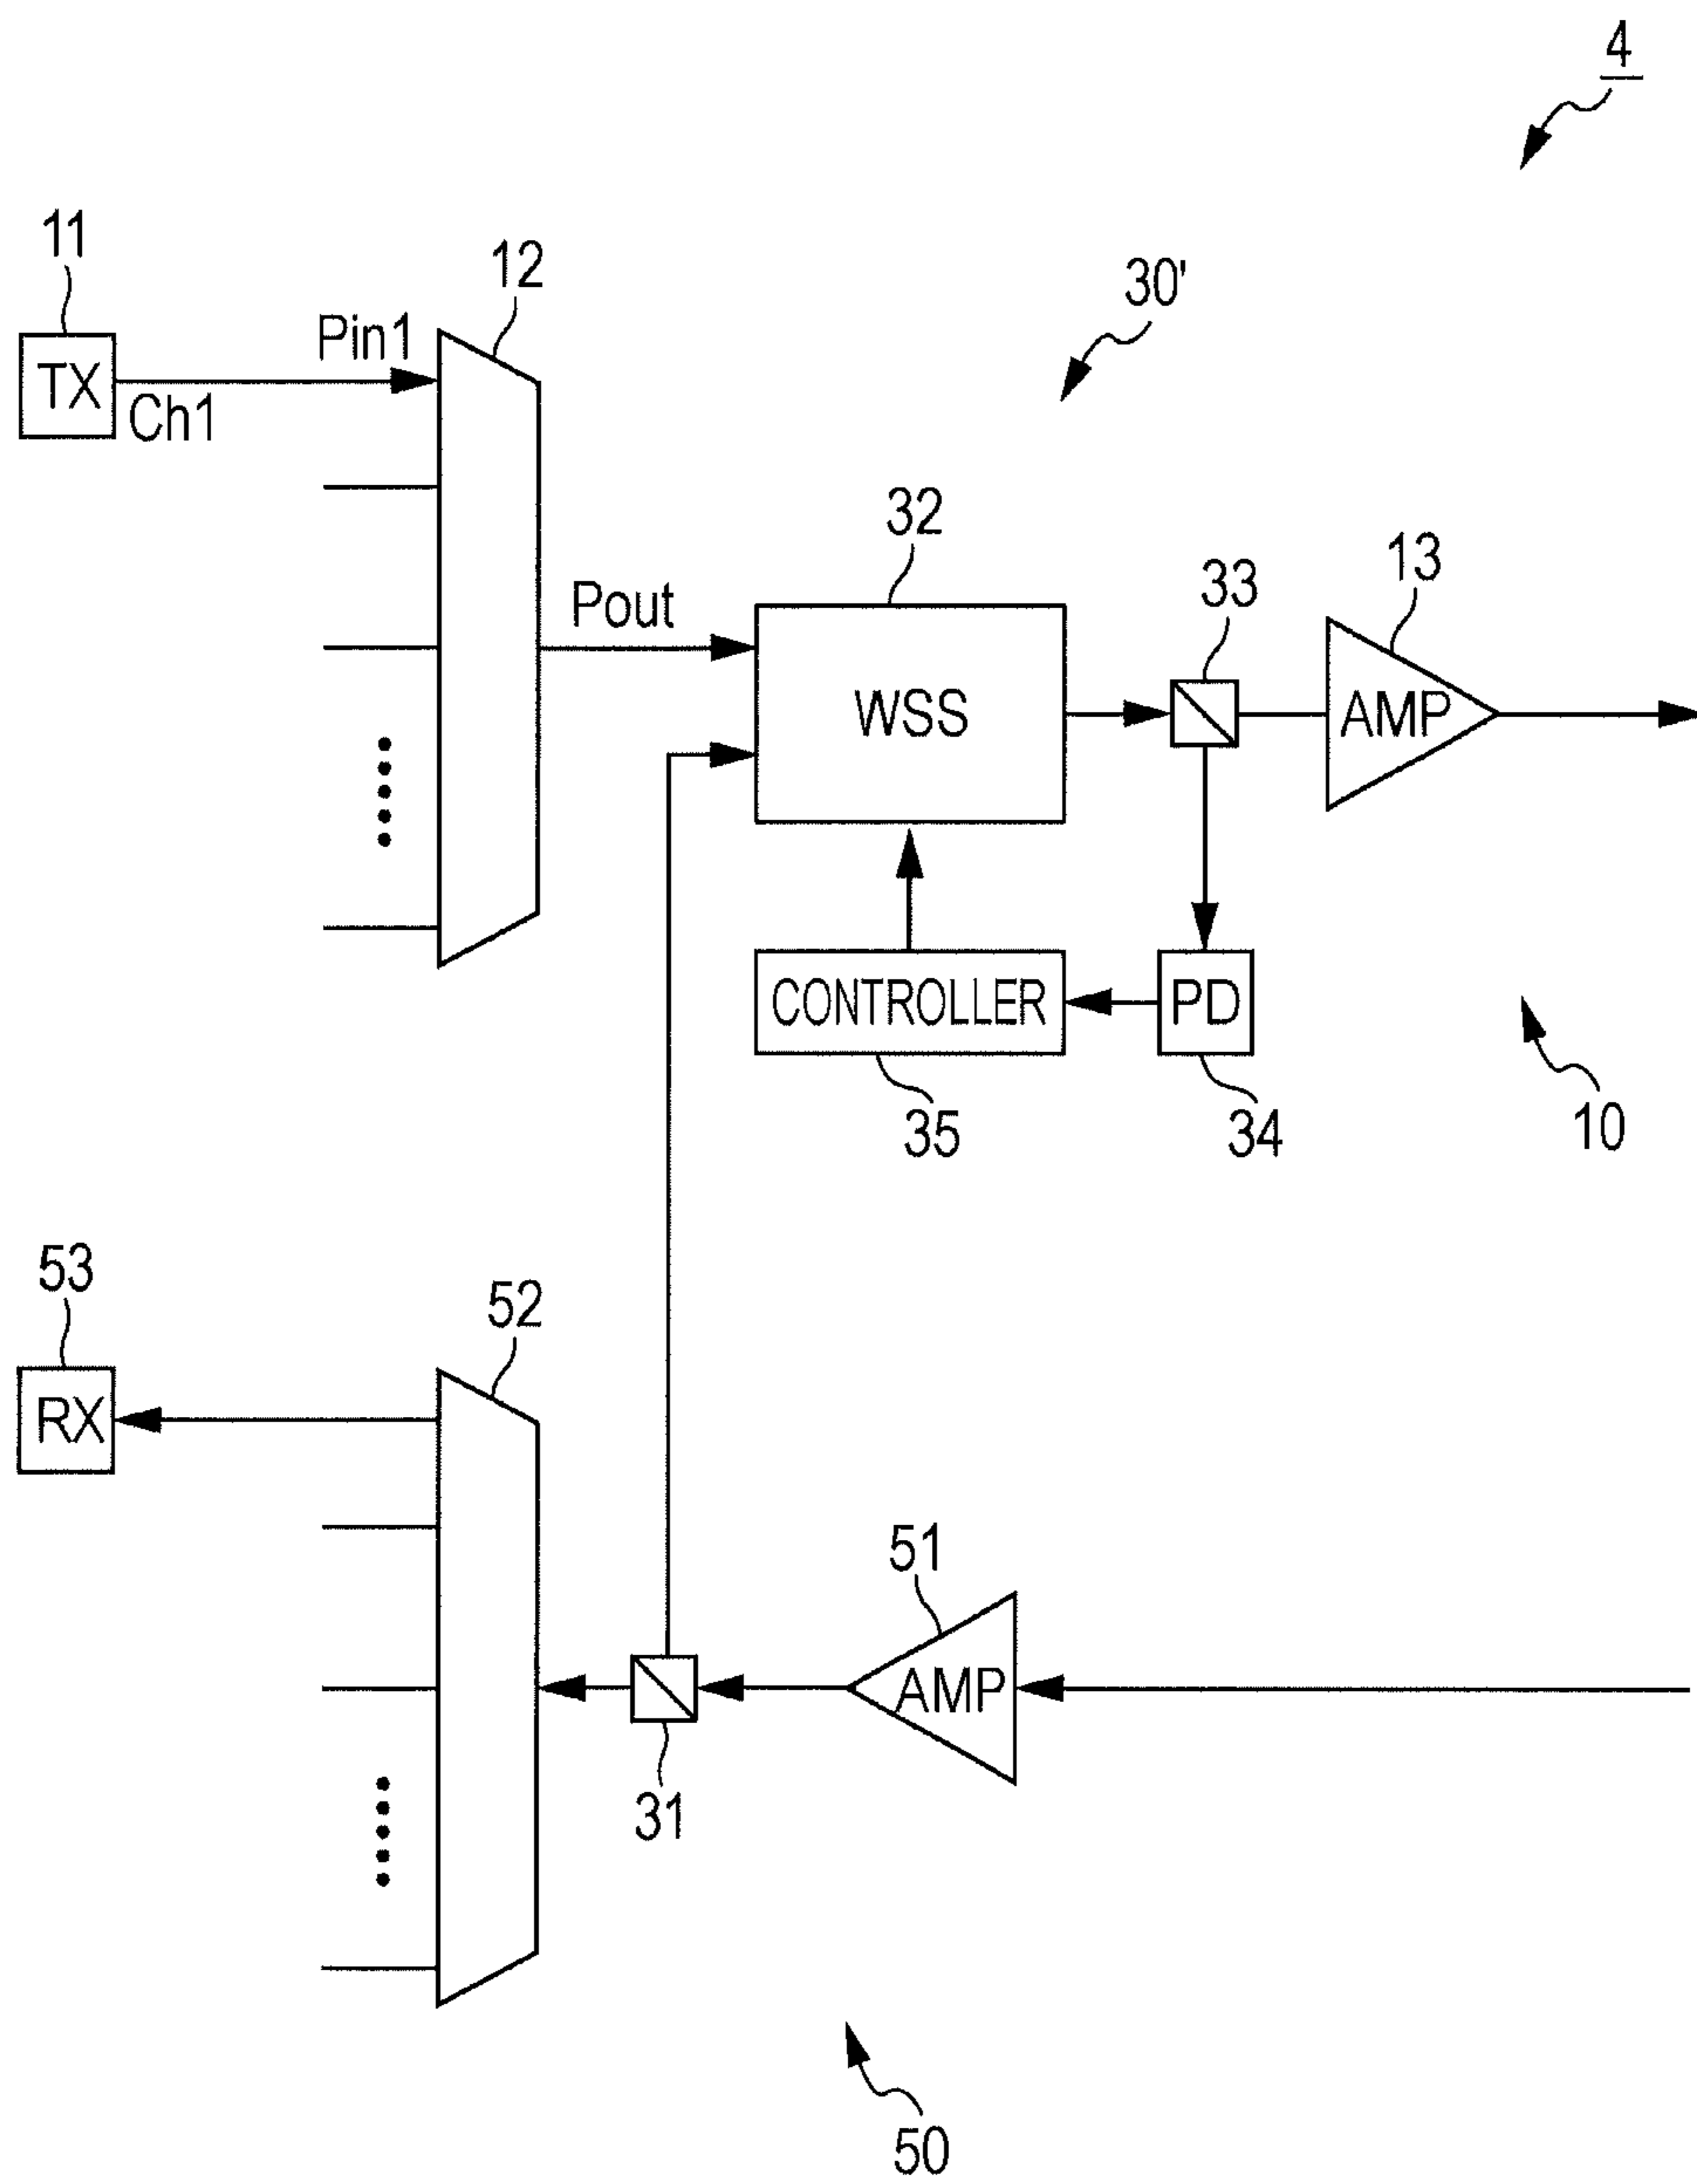 4
11
12
30'
Pin1
TX
Ch1
32
13
33
Pout
WSS
AMP
CONTROLLER
PD
35
34
10
53
52
RX
51
AMP
31
50